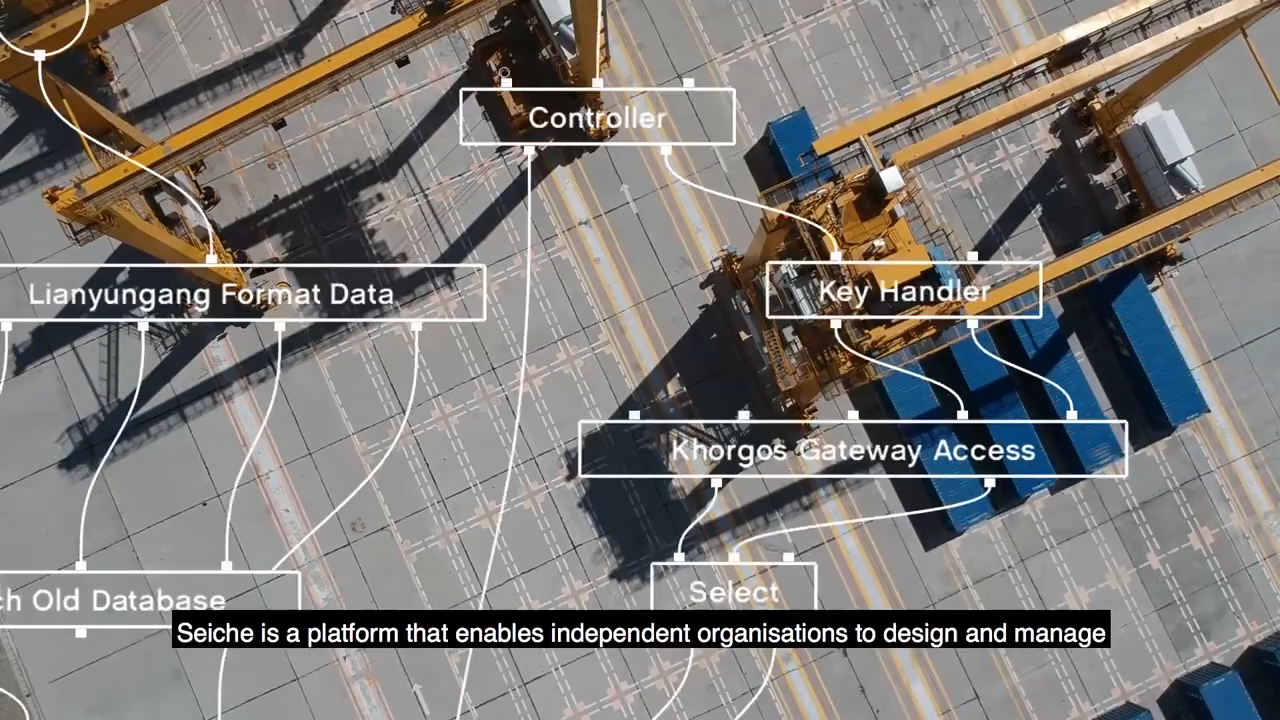 Controller
Lianyungang Format Data
Key Handler
Khorgos Gateway Access
ch Old Database
Select
Seiche is a platform that enables independent organisations to design and manage